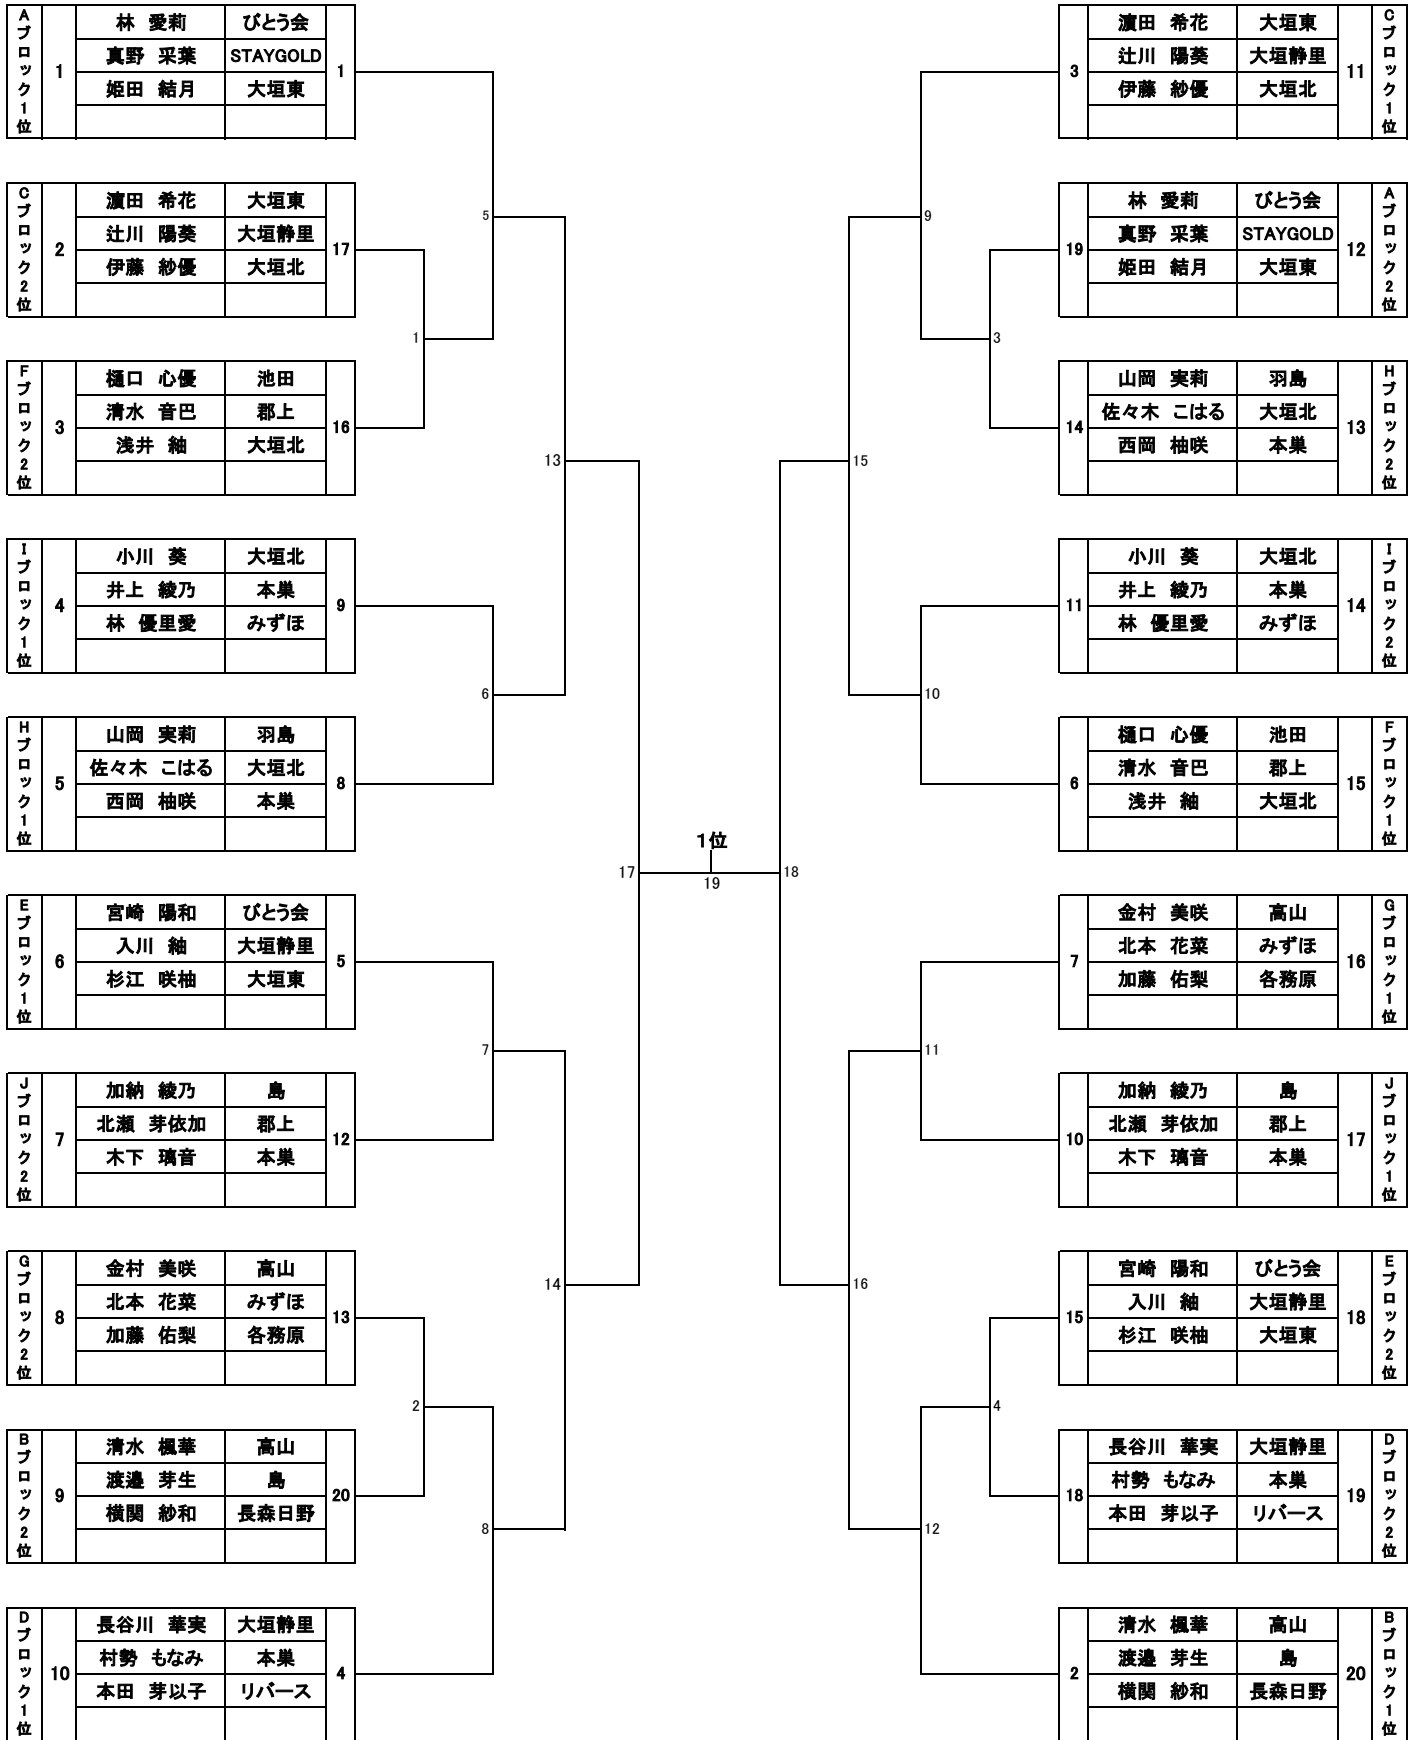 Aブロック1位
1
林 愛莉 びとう会
真野 采葉 STAYGOLD
姫田 結月 大垣東
1
Cブロック2位
2
濵田 希花 大垣東
辻川 陽葵 大垣静里
伊藤 紗優 大垣北
17
Fブロック2位
3
樋口 心優 池田
清水 音巴 郡上
浅井 紬 大垣北
16
Iブロック1位
4
小川 葵 大垣北
井上 綾乃 本巣
林 優里愛 みずほ
9
Hブロック1位
5
山岡 実莉 羽島
佐々木 こはる 大垣北
西岡 柚咲 本巣
8
Eブロック1位
6
宮崎 陽和 びとう会
入川 紬 大垣静里
杉江 咲柚 大垣東
5
Jブロック2位
7
加納 綾乃 島
北瀬 芽依加 郡上
木下 璃音 本巣
12
Gブロック2位
8
金村 美咲 高山
北本 花菜 みずほ
加藤 佑梨 各務原
13
Bブロック2位
9
清水 楓華 高山
渡邉 芽生 島
横関 紗和 長森日野
20
Dブロック1位
10
長谷川 華実 大垣静里
村勢 もなみ 本巣
本田 芽以子 リバース
4
5
1
13
6
7
14
2
8
17
1位
19
18
9
3
15
10
11
16
4
12
3
濵田 希花 大垣東
辻川 陽葵 大垣静里
伊藤 紗優 大垣北
11
Cブロック1位
19
林 愛莉 びとう会
真野 采葉 STAYGOLD
姫田 結月 大垣東
12
Aブロック2位
14
山岡 実莉 羽島
佐々木 こはる 大垣北
西岡 柚咲 本巣
13
Hブロック2位
11
小川 葵 大垣北
井上 綾乃 本巣
林 優里愛 みずほ
14
Iブロック2位
6
樋口 心優 池田
清水 音巴 郡上
浅井 紬 大垣北
15
Fブロック1位
7
金村 美咲 高山
北本 花菜 みずほ
加藤 佑梨 各務原
16
Gブロック1位
10
加納 綾乃 島
北瀬 芽依加 郡上
木下 璃音 本巣
17
Jブロック1位
15
宮崎 陽和 びとう会
入川 紬 大垣静里
杉江 咲柚 大垣東
18
Eブロック2位
18
長谷川 華実 大垣静里
村勢 もなみ 本巣
本田 芽以子 リバース
19
Dブロック2位
2
清水 楓華 高山
渡邉 芽生 島
横関 紗和 長森日野
20
Bブロック1位